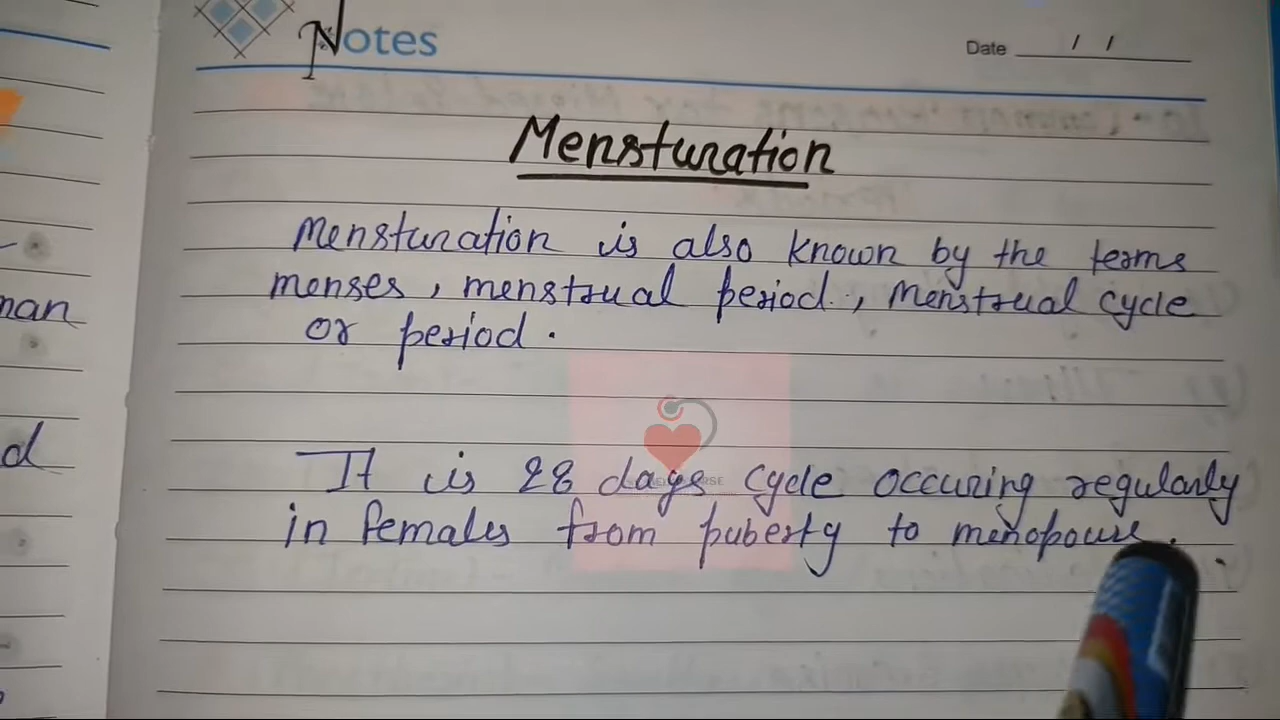 Notes
Date / /
Mensturation
Mensturation is also known by the terms
menses, menstrual period, Menstrual cycle
or period.
It is 28 days cycle occuring regularly
in females from puberty to menopause.
man
d